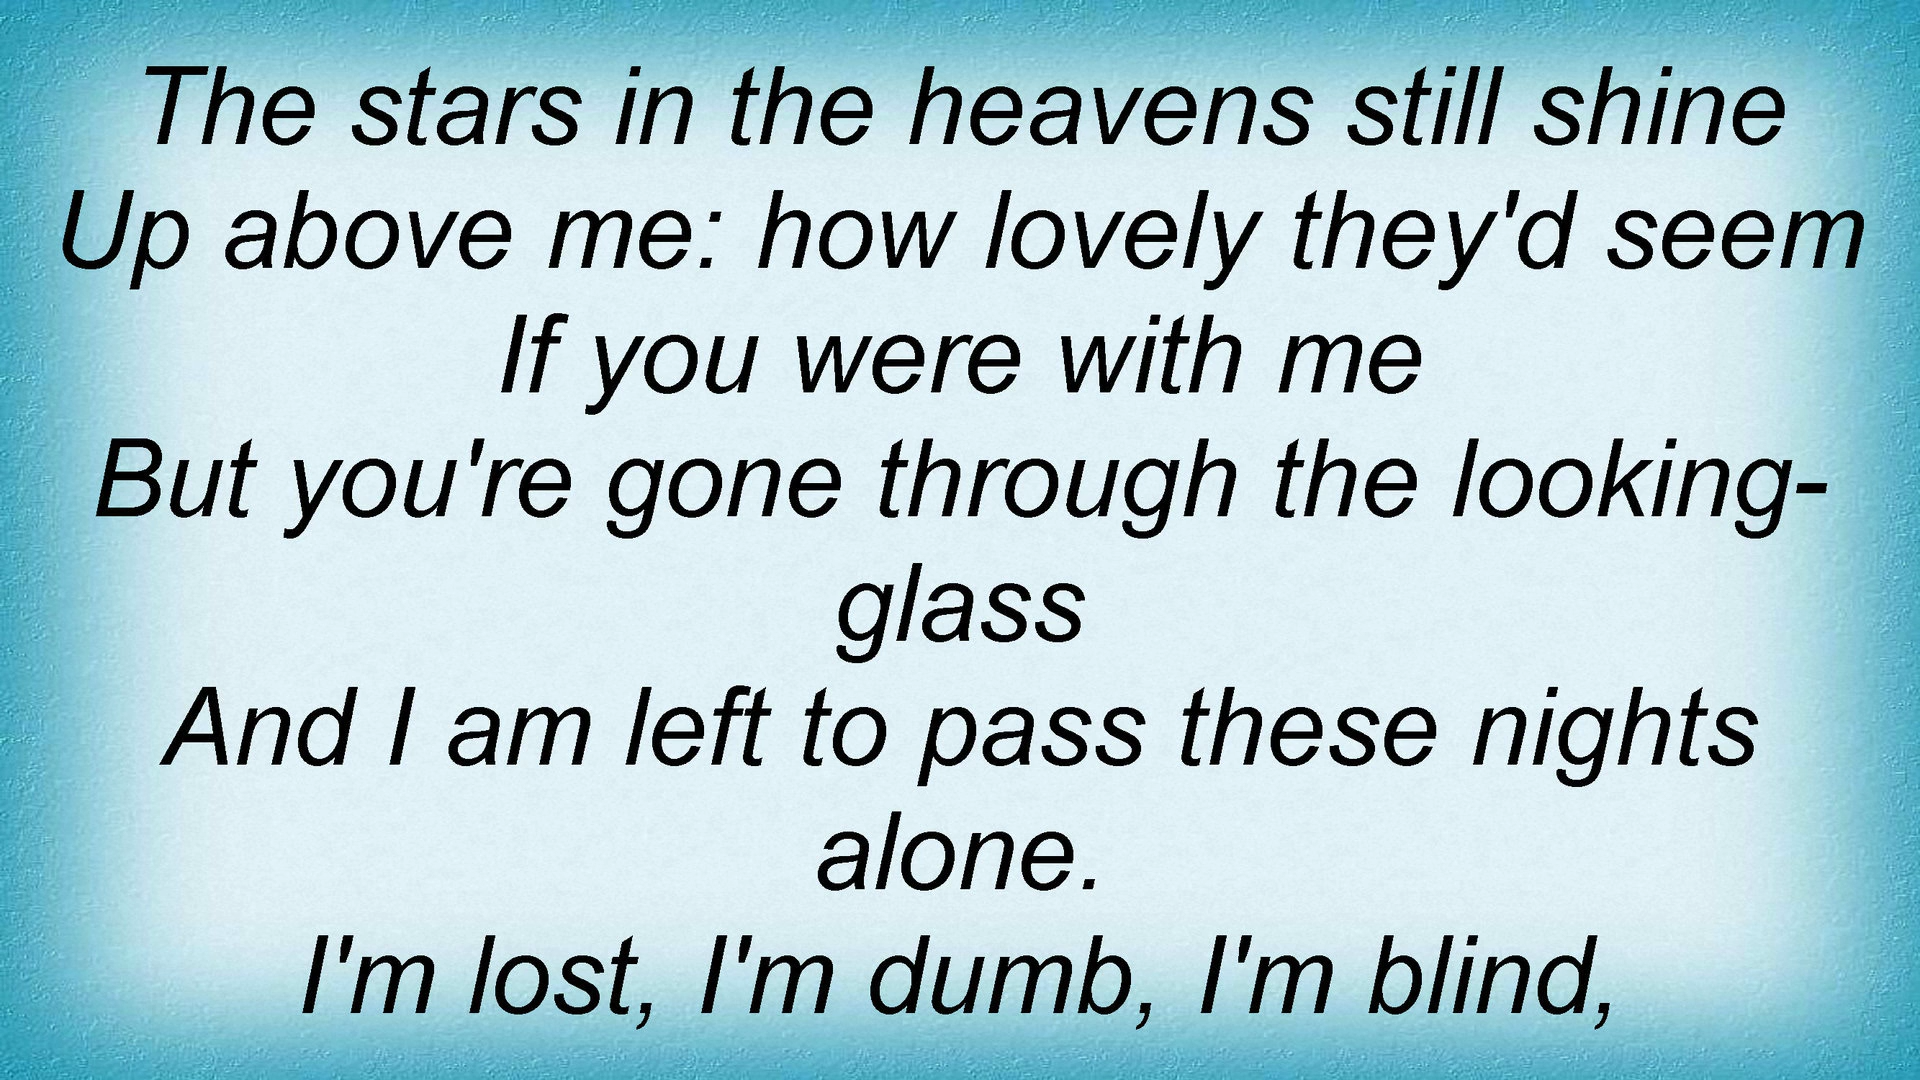 The stars in the heavens still shine
Up above me: how lovely they'd seem
If you were with me
But you're gone through the looking-
glass
And I am left to pass these nights
alone.
I'm lost, I'm dumb, I'm blind,